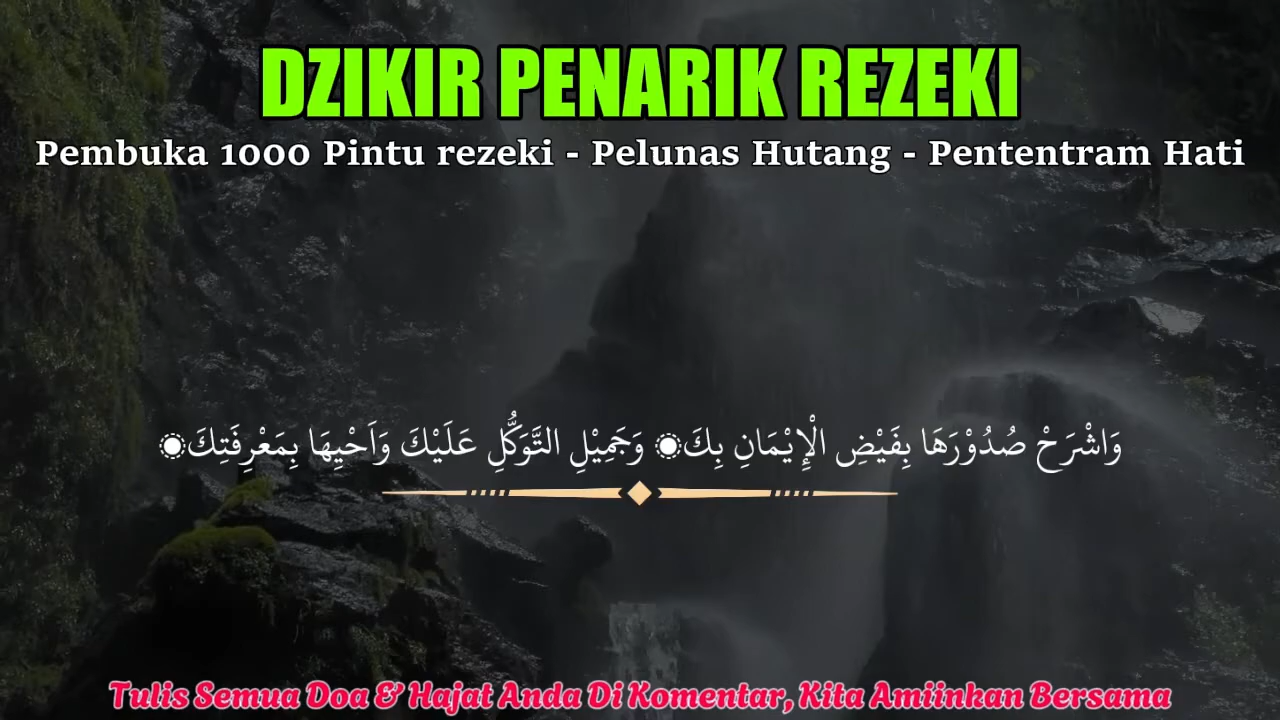 DZIKIR PENARIK REZEKI
Pembuka 1000 Pintu rezeki - Pelunas Hutang - Pententram Hati
وَاشْرَحْ صُدُوْرَهَا بِفَيْضِ الْإِيْمَانِ بِكَ۝ وَجَمِيْلِ التَّوَكُّلِ عَلَيْكَ وَاَحْيِهَا بِمَعْرِفَتِكَ۝
Tulis Semua Doa & Hajat Anda Di Komentar, Kita Amiinkan Bersama